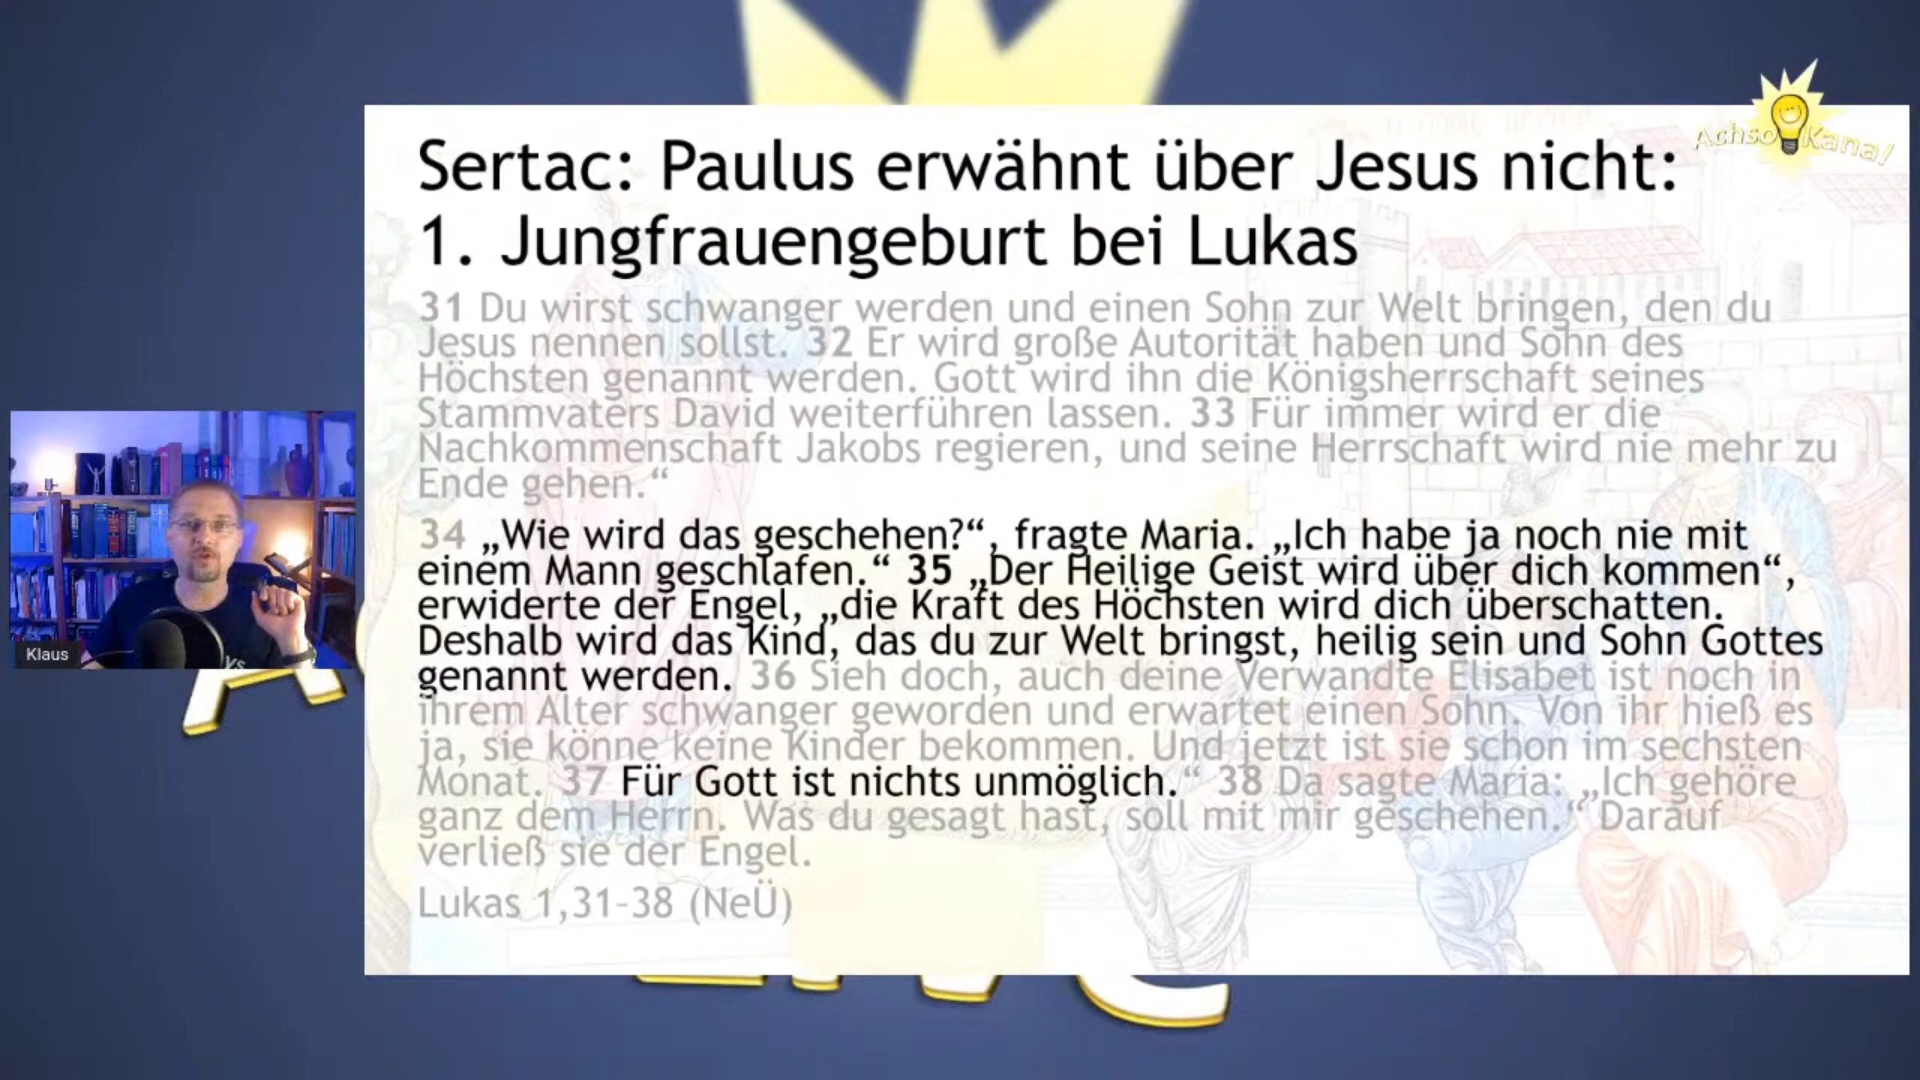 Achso Kanal
Sertac: Paulus erwähnt über Jesus nicht:
1. Jungfrauengeburt bei Lukas
31 Du wirst schwanger werden und einen Sohn zur Welt bringen, den du
Jesus nennen sollst. 32 Er wird große Autorität haben und Sohn des
Höchsten genannt werden. Gott wird ihn die Königsherrschaft seines
Stammvaters David weiterführen lassen. 33 Für immer wird er die
Nachkommenschaft Jakobs regieren, und seine Herrschaft wird nie mehr zu
Ende gehen.“
34 „Wie wird das geschehen?“, fragte Maria. „Ich habe ja noch nie mit
einem Mann geschlafen.“ 35 „Der Heilige Geist wird über dich kommen“,
erwiderte der Engel, „die Kraft des Höchsten wird dich überschatten.
Deshalb wird das Kind, das du zur Welt bringst, heilig sein und Sohn Gottes
genannt werden. 36 Sieh doch, auch deine Verwandte Elisabet ist noch in
ihrem Alter schwanger geworden und erwartet einen Sohn. Von ihr hieß es
ja, sie könne keine Kinder bekommen. Und jetzt ist sie schon im sechsten
Monat. 37 Für Gott ist nichts unmöglich.“ 38 Da sagte Maria: „Ich gehöre
ganz dem Herrn. Was du gesagt hast, soll mit mir geschehen.“ Darauf
verließ sie der Engel.
Lukas 1,31-38 (NeÜ)
Klaus